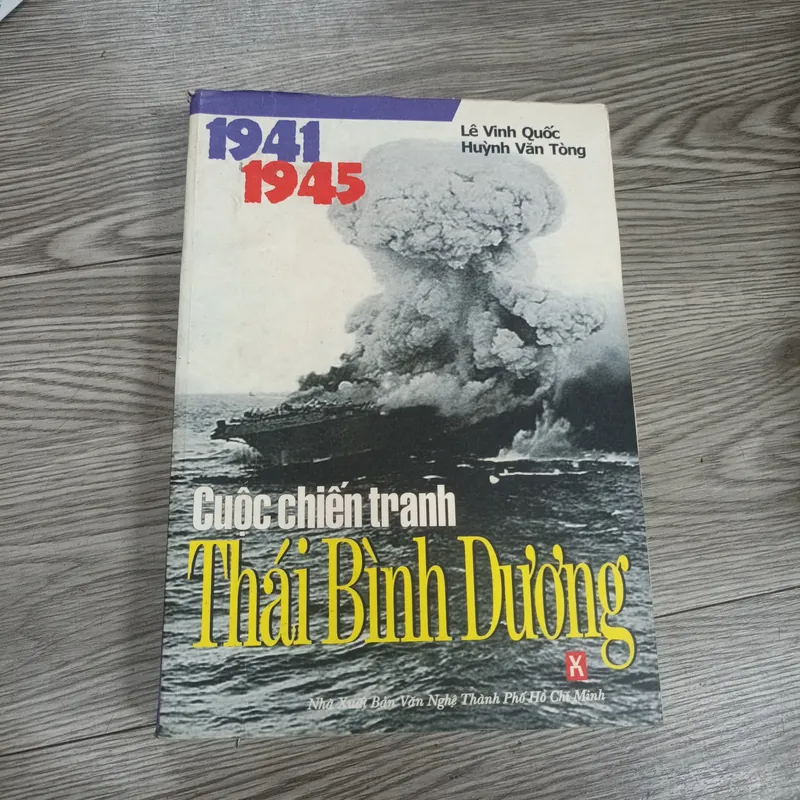 1941
1945
Lê Vinh Quốc
Huỳnh Văn Tòng
Cuộc chiến tranh
Thái Bình Dương
Nhà Xuất Bản Văn Nghệ Thành Phố Hồ Chí Minh